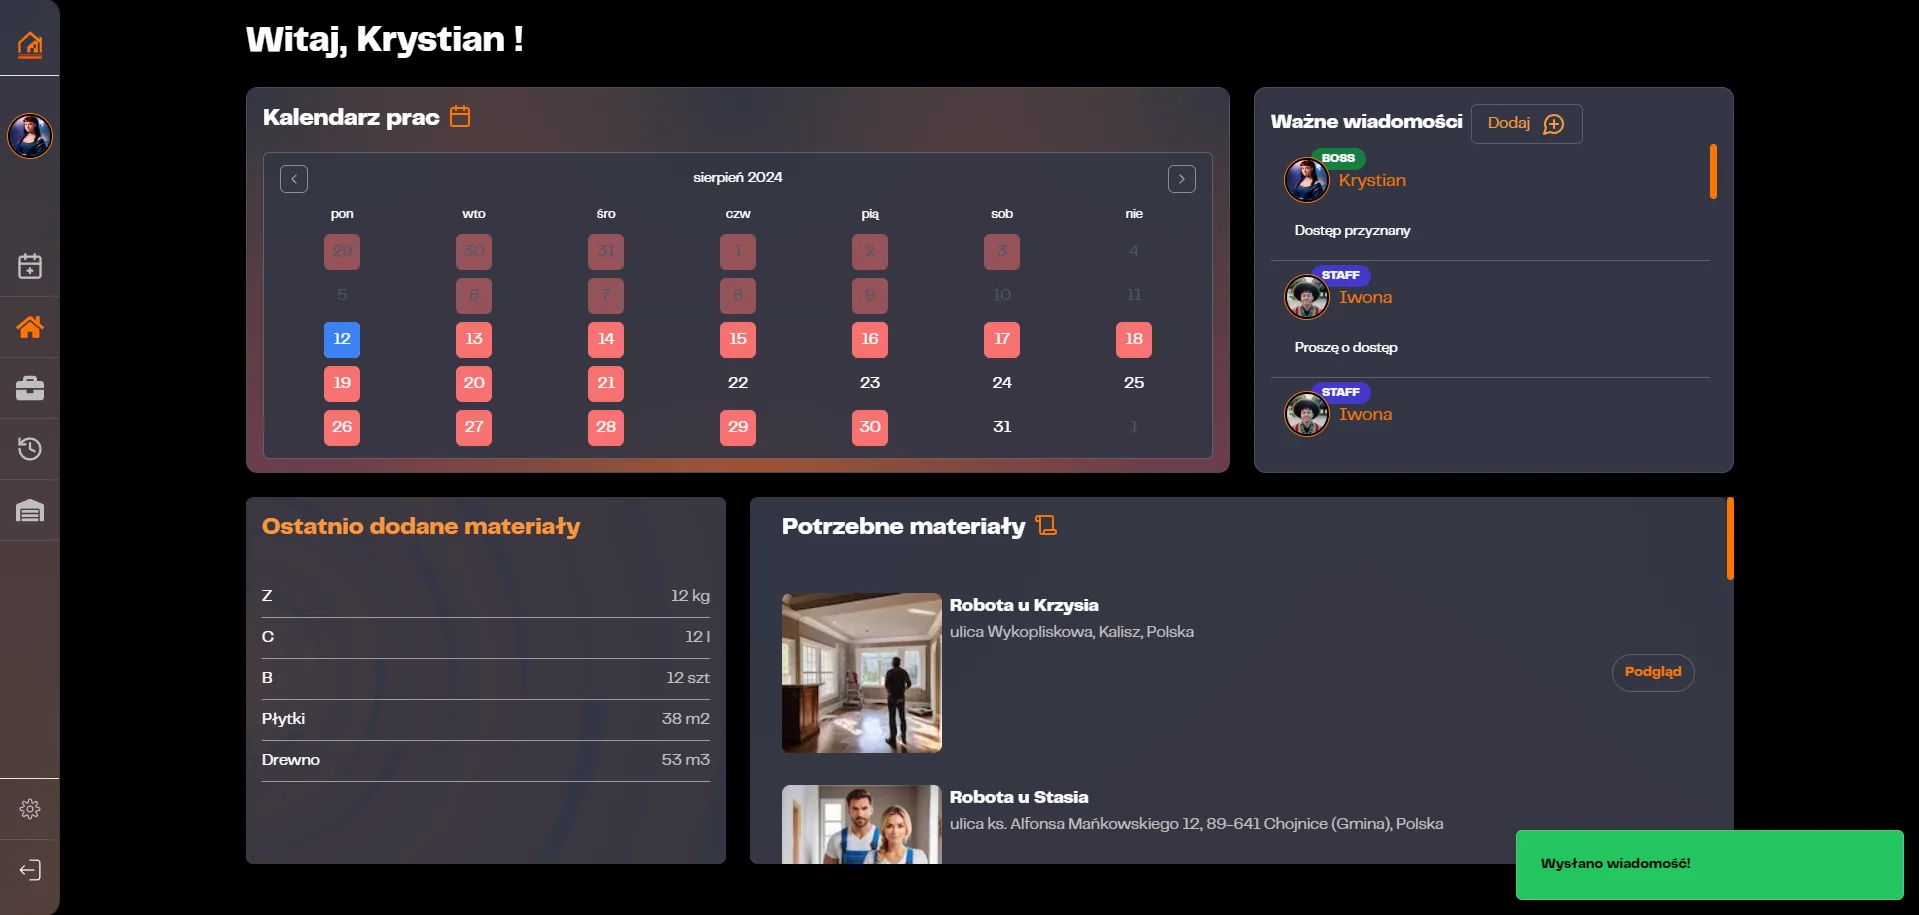 Witaj, Krystian !
Kalendarz prac
sierpień 2024
pon wto śro czw pią sob nie
29 30 31 1 2 3 4
5 6 7 8 9 10 11
12 13 14 15 16 17 18
19 20 21 22 23 24 25
26 27 28 29 30 31 1
Ważne wiadomości
Dodaj
BOSS
Krystian
Dostęp przyznany
STAFF
Iwona
Proszę o dostęp
STAFF
Iwona
Ostatnio dodane materiały
Z 12 kg
C 12 l
B 12 szt
Płytki 38 m2
Drewno 53 m3
Potrzebne materiały
Robota u Krzysia
ulica Wykopliskowa, Kalisz, Polska
Podgląd
Robota u Stasia
ulica ks. Alfonsa Mańkowskiego 12, 89-641 Chojnice (Gmina), Polska
Wysłano wiadomość!